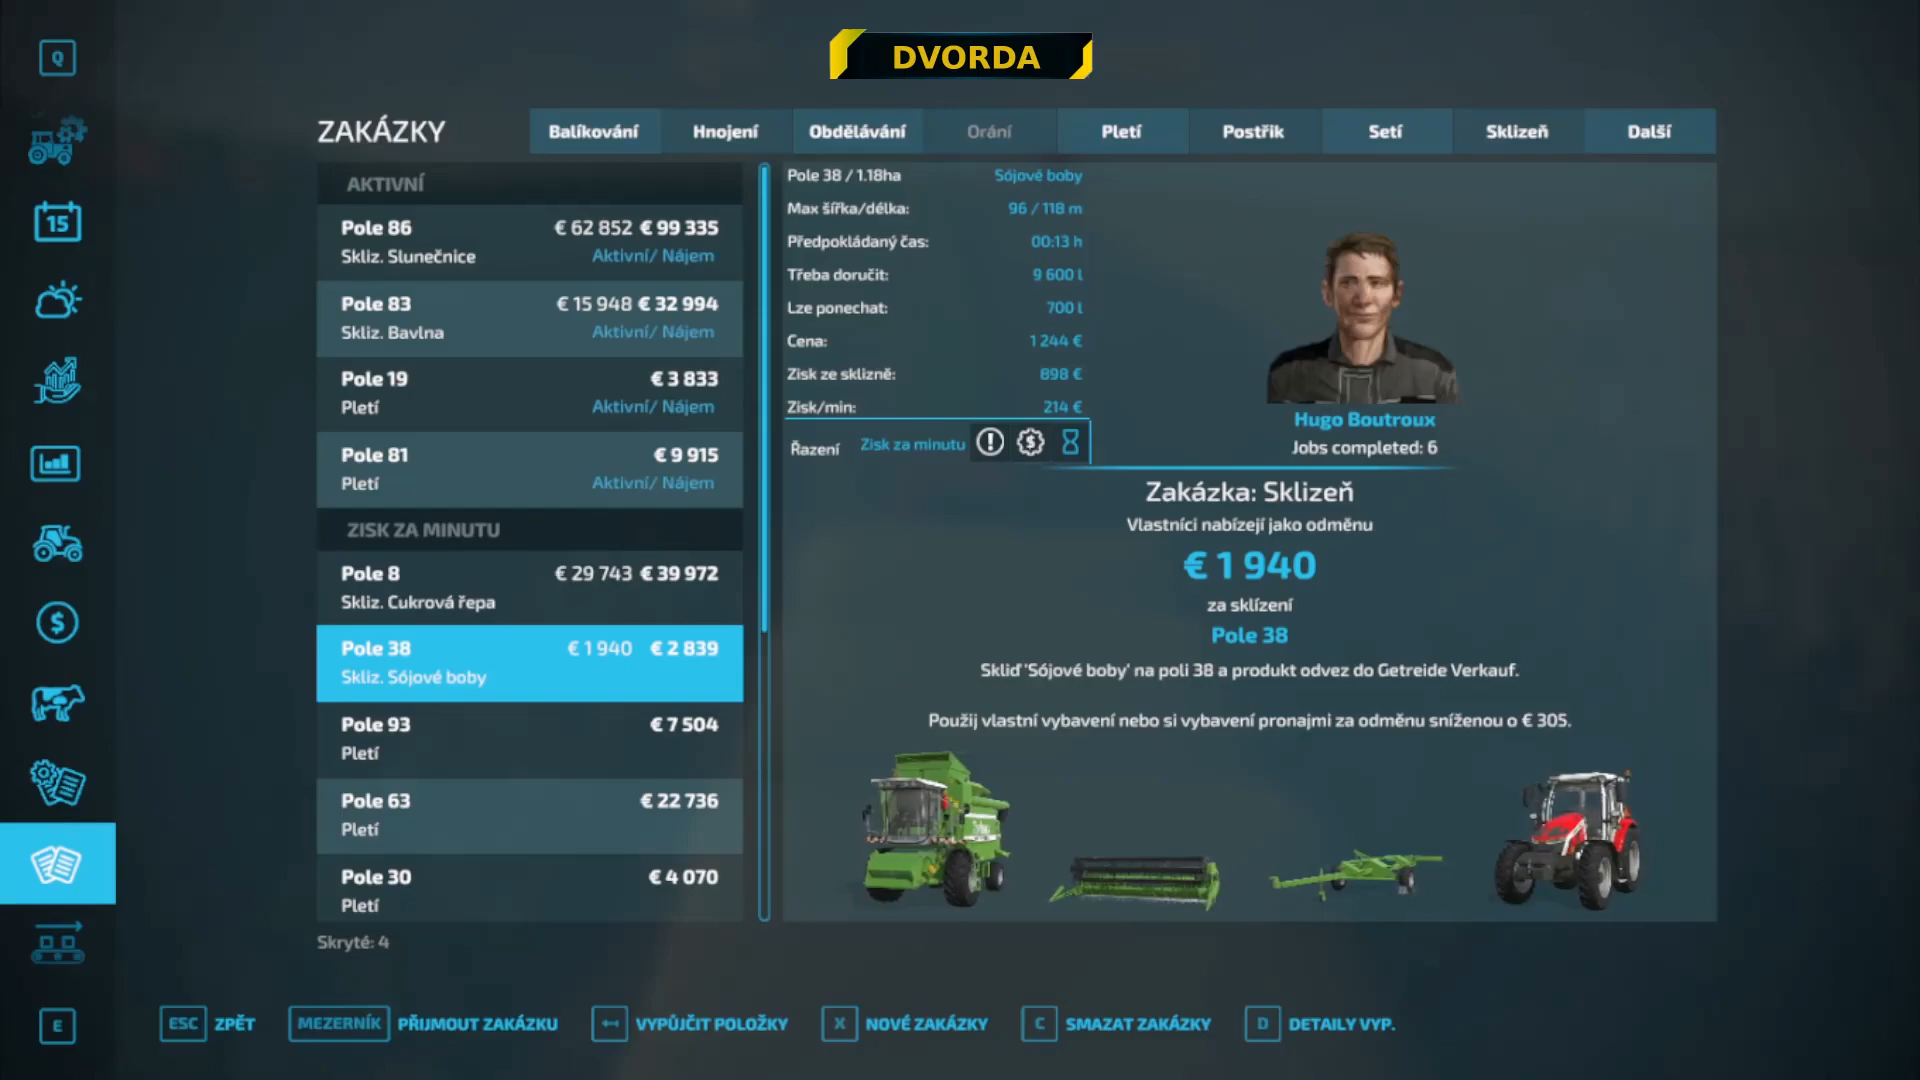 DVORDA
Q
ZAKÁZKY
Balíkování Hnojení Obdělávání Orání Pletí Postřik Setí Sklizeň Další
15
AKTIVNÍ
Pole 86 € 62 852 € 99 335
Skliz. Slunečnice Aktivní/ Nájem
Pole 83 € 15 948 € 32 994
Skliz. Bavlna Aktivní/ Nájem
Pole 19 € 3 833
Pletí Aktivní/ Nájem
Pole 81 € 9 915
Pletí Aktivní/ Nájem
ZISK ZA MINUTU
Pole 8 € 29 743 € 39 972
Skliz. Cukrová řepa
Pole 38 € 1 940 € 2 839
Skliz. Sójové boby
Pole 93 € 7 504
Pletí
Pole 63 € 22 736
Pletí
Pole 30 € 4 070
Pletí
Skryté: 4
Pole 38 / 1.18ha Sójové boby
Max šířka/délka: 96 / 118 m
Předpokládaný čas: 00:13 h
Třeba doručit: 9 600 l
Lze ponechat: 700 l
Cena: 1 244 €
Zisk ze sklizně: 898 €
Zisk/min: 214 €
Řazení Zisk za minutu
Hugo Boutroux
Jobs completed: 6
Zakázka: Sklizeň
Vlastníci nabízejí jako odměnu
€ 1 940
za sklízení
Pole 38
Skliď 'Sójové boby' na poli 38 a produkt odvez do Getreide Verkauf.
Použij vlastní vybavení nebo si vybavení pronajmi za odměnu sníženou o € 305.
E
ESC ZPĚT MEZERNÍK PŘIJMOUT ZAKÁZKU VYPŮJČIT POLOŽKY X NOVÉ ZAKÁZKY C SMAZAT ZAKÁZKY D DETAILY VYP.